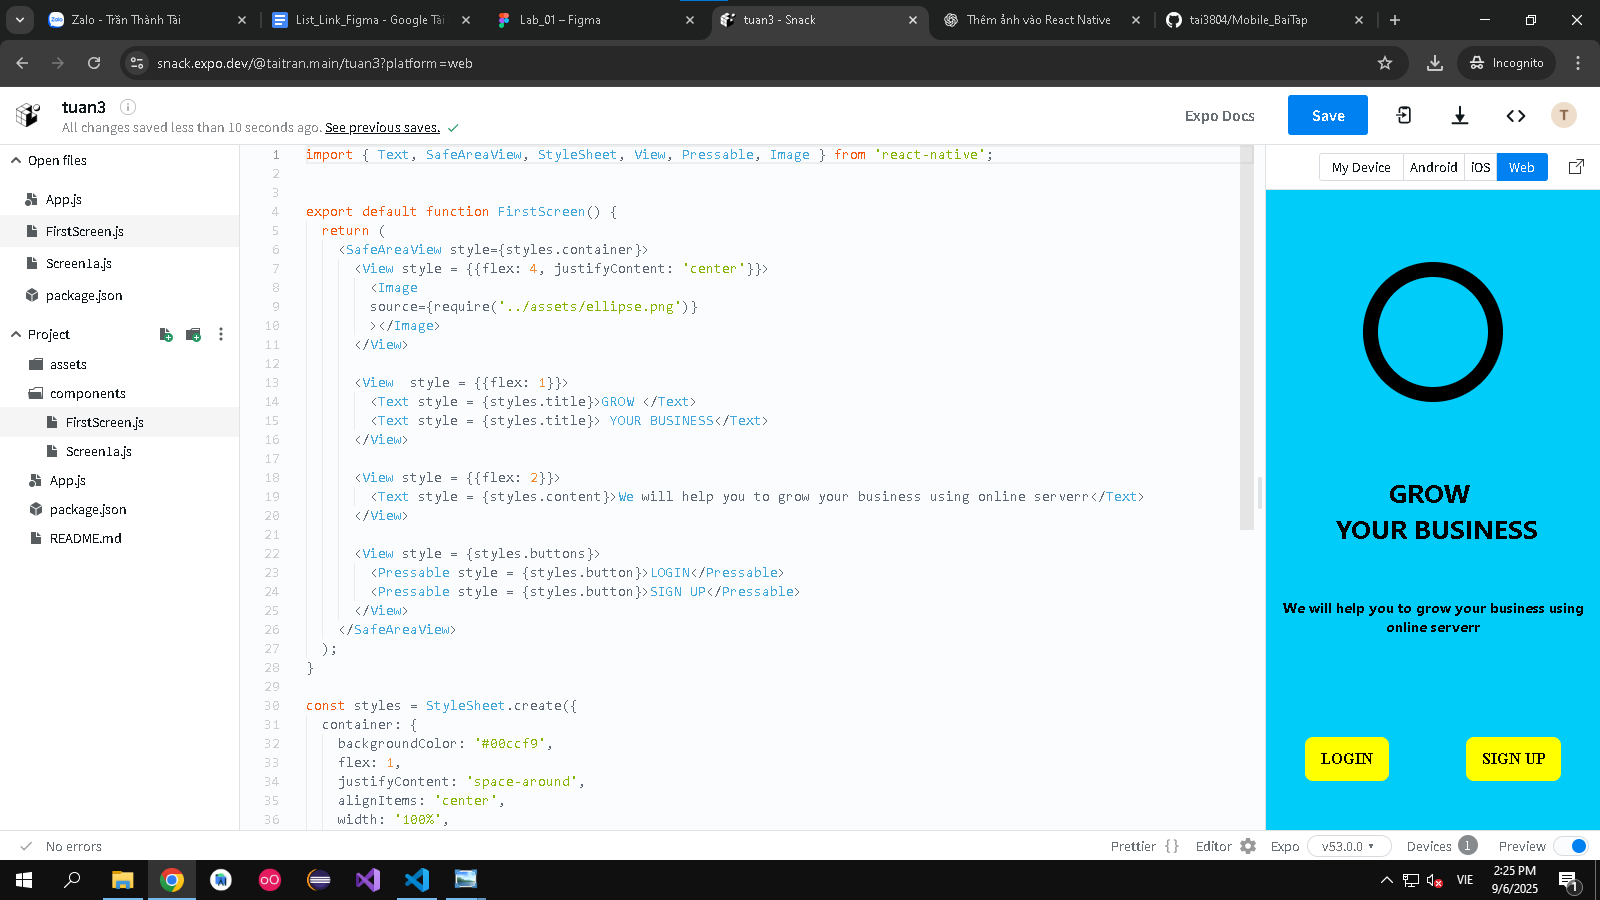 Zalo - Trần Thành Tài
List_Link_Figma - Google Tài
Lab_01 – Figma
tuan3 - Snack
Thêm ảnh vào React Native
tai3804/Mobile_BaiTap
snack.expo.dev/@taitran.main/tuan3?platform=web
Incognito
tuan3
All changes saved less than 10 seconds ago. See previous saves.
Expo Docs
Save
T
Open files
App.js
FirstScreen.js
Screen1a.js
package.json
Project
assets
components
FirstScreen.js
Screen1a.js
App.js
package.json
README.md
1 import { Text, SafeAreaView, StyleSheet, View, Pressable, Image } from 'react-native';
2
3
4 export default function FirstScreen() {
5 return (
6 <SafeAreaView style={styles.container}>
7 <View style = {{flex: 4, justifyContent: 'center'}}>
8 <Image
9 source={require('../assets/ellipse.png')}
10 ></Image>
11 </View>
12
13 <View  style = {{flex: 1}}>
14 <Text style = {styles.title}>GROW </Text>
15 <Text style = {styles.title}> YOUR BUSINESS</Text>
16 </View>
17
18 <View style = {{flex: 2}}>
19 <Text style = {styles.content}>We will help you to grow your business using online serverr</Text>
20 </View>
21
22 <View style = {styles.buttons}>
23 <Pressable style = {styles.button}>LOGIN</Pressable>
24 <Pressable style = {styles.button}>SIGN UP</Pressable>
25 </View>
26 </SafeAreaView>
27 );
28 }
29
30 const styles = StyleSheet.create({
31 container: {
32 backgroundColor: '#00ccf9',
33 flex: 1,
34 justifyContent: 'space-around',
35 alignItems: 'center',
36 width: '100%',
My Device
Android
iOS
Web
GROW
YOUR BUSINESS
We will help you to grow your business using
online serverr
LOGIN
SIGN UP
No errors
Prettier { }
Editor
Expo
v53.0.0
Devices 1
Preview
VIE
2:25 PM
9/6/2025
1